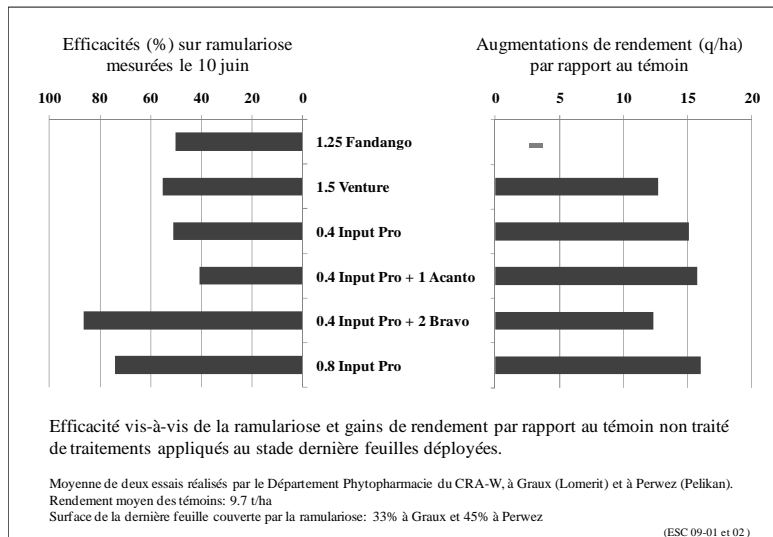 Efficacités (%) sur ramulariose
mesurées le 10 juin
Augmentations de rendement (q/ha)
par rapport au témoin
100 80 60 40 20 0
0 5 10 15 20
1.25 Fandango
1.5 Venture
0.4 Input Pro
0.4 Input Pro + 1 Acanto
0.4 Input Pro + 2 Bravo
0.8 Input Pro
Efficacité vis-à-vis de la ramulariose et gains de rendement par rapport au témoin non traité
de traitements appliqués au stade dernière feuilles déployées.
Moyenne de deux essais réalisés par le Département Phytopharmacie du CRA-W, à Graux (Lomerit) et à Perwez (Pelikan).
Rendement moyen des témoins: 9.7 t/ha
Surface de la dernière feuille couverte par la ramulariose: 33% à Graux et 45% à Perwez
(ESC 09-01 et 02 )